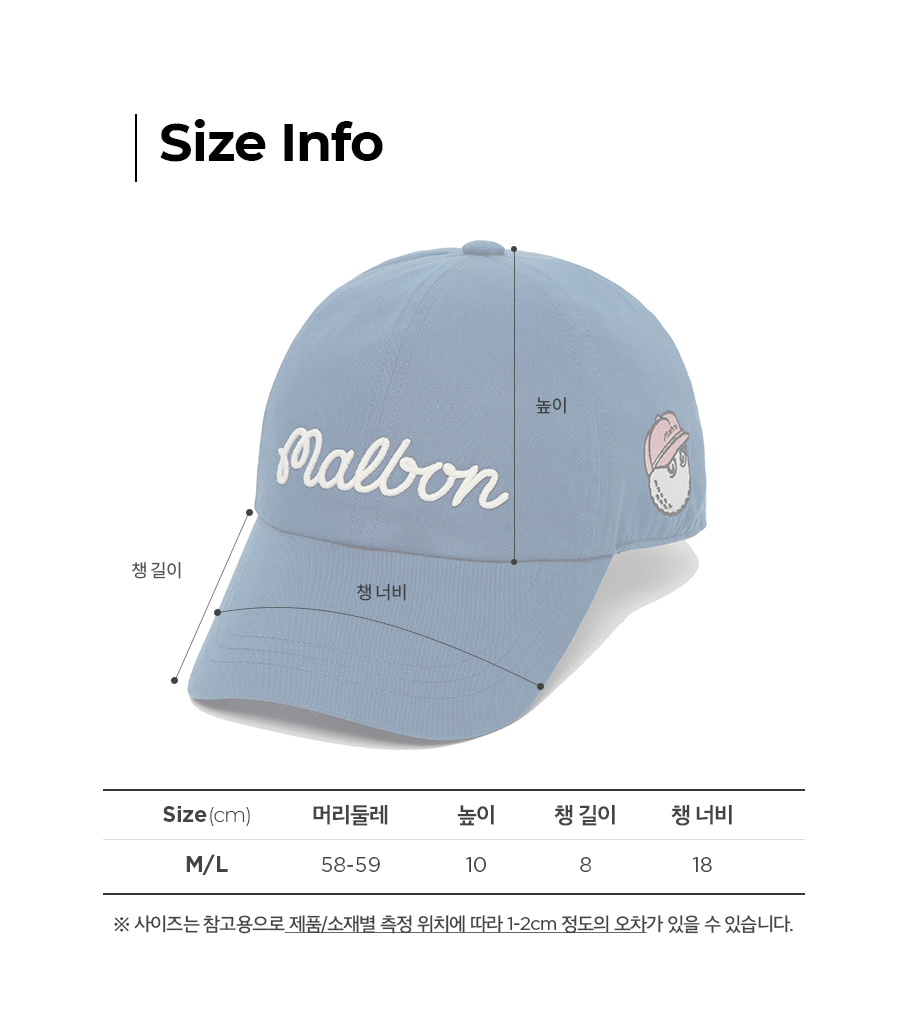 Size Info
높이
Malbon
챙 길이
챙 너비
Size(cm) 머리둘레 높이 챙 길이 챙 너비
M/L 58-59 10 8 18
※ 사이즈는 참고용으로 제품/소재별 측정 위치에 따라 1-2cm 정도의 오차가 있을 수 있습니다.